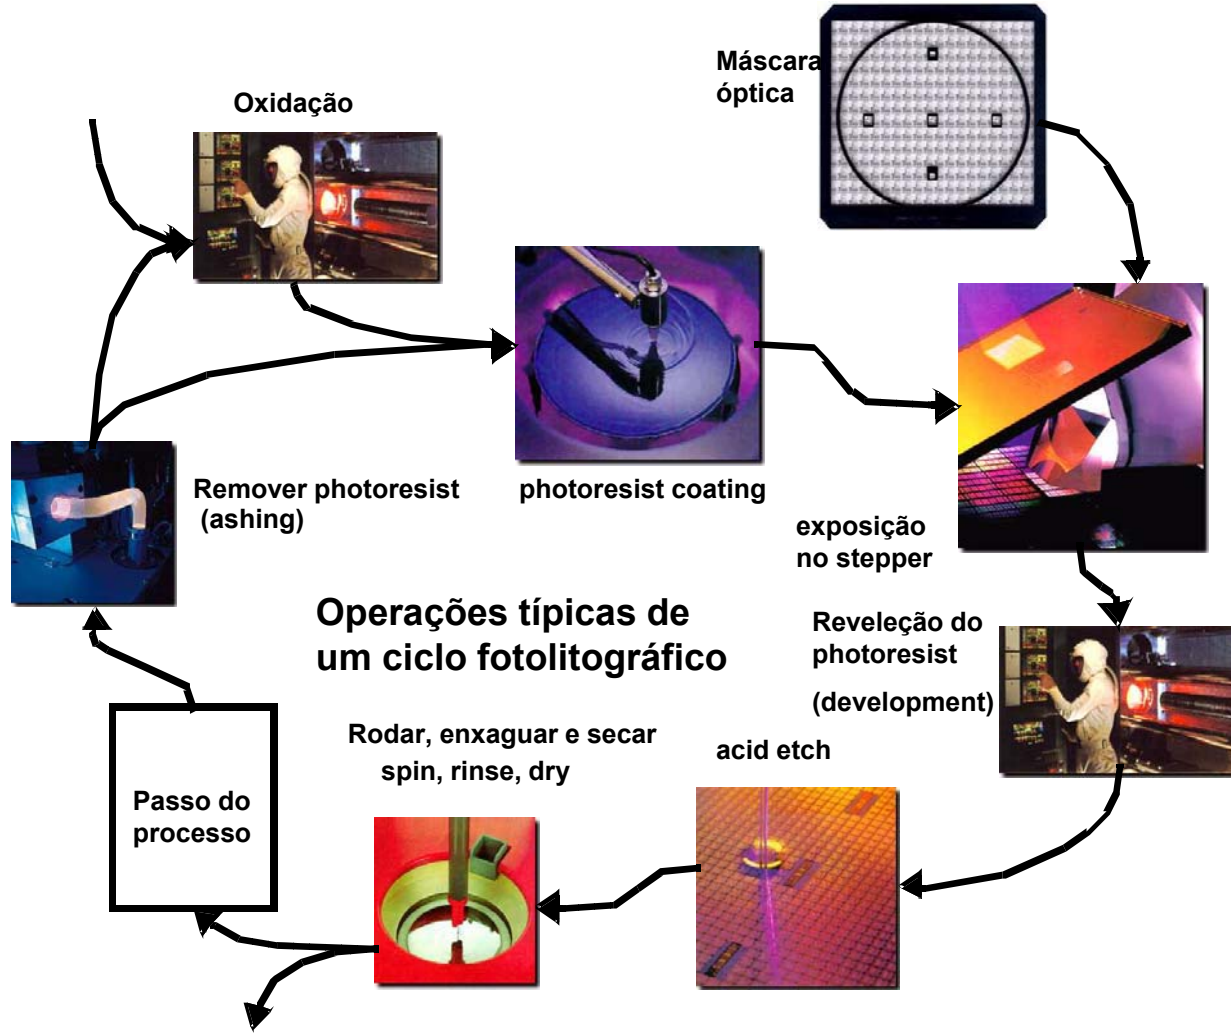 Oxidação
Máscara
óptica
Remover photoresist
(ashing)
photoresist coating
exposição
no stepper
Operações típicas de
um ciclo fotolitográfico
Reveleção do
photoresist
(development)
Rodar, enxaguar e secar
spin, rinse, dry
acid etch
Passo do
processo